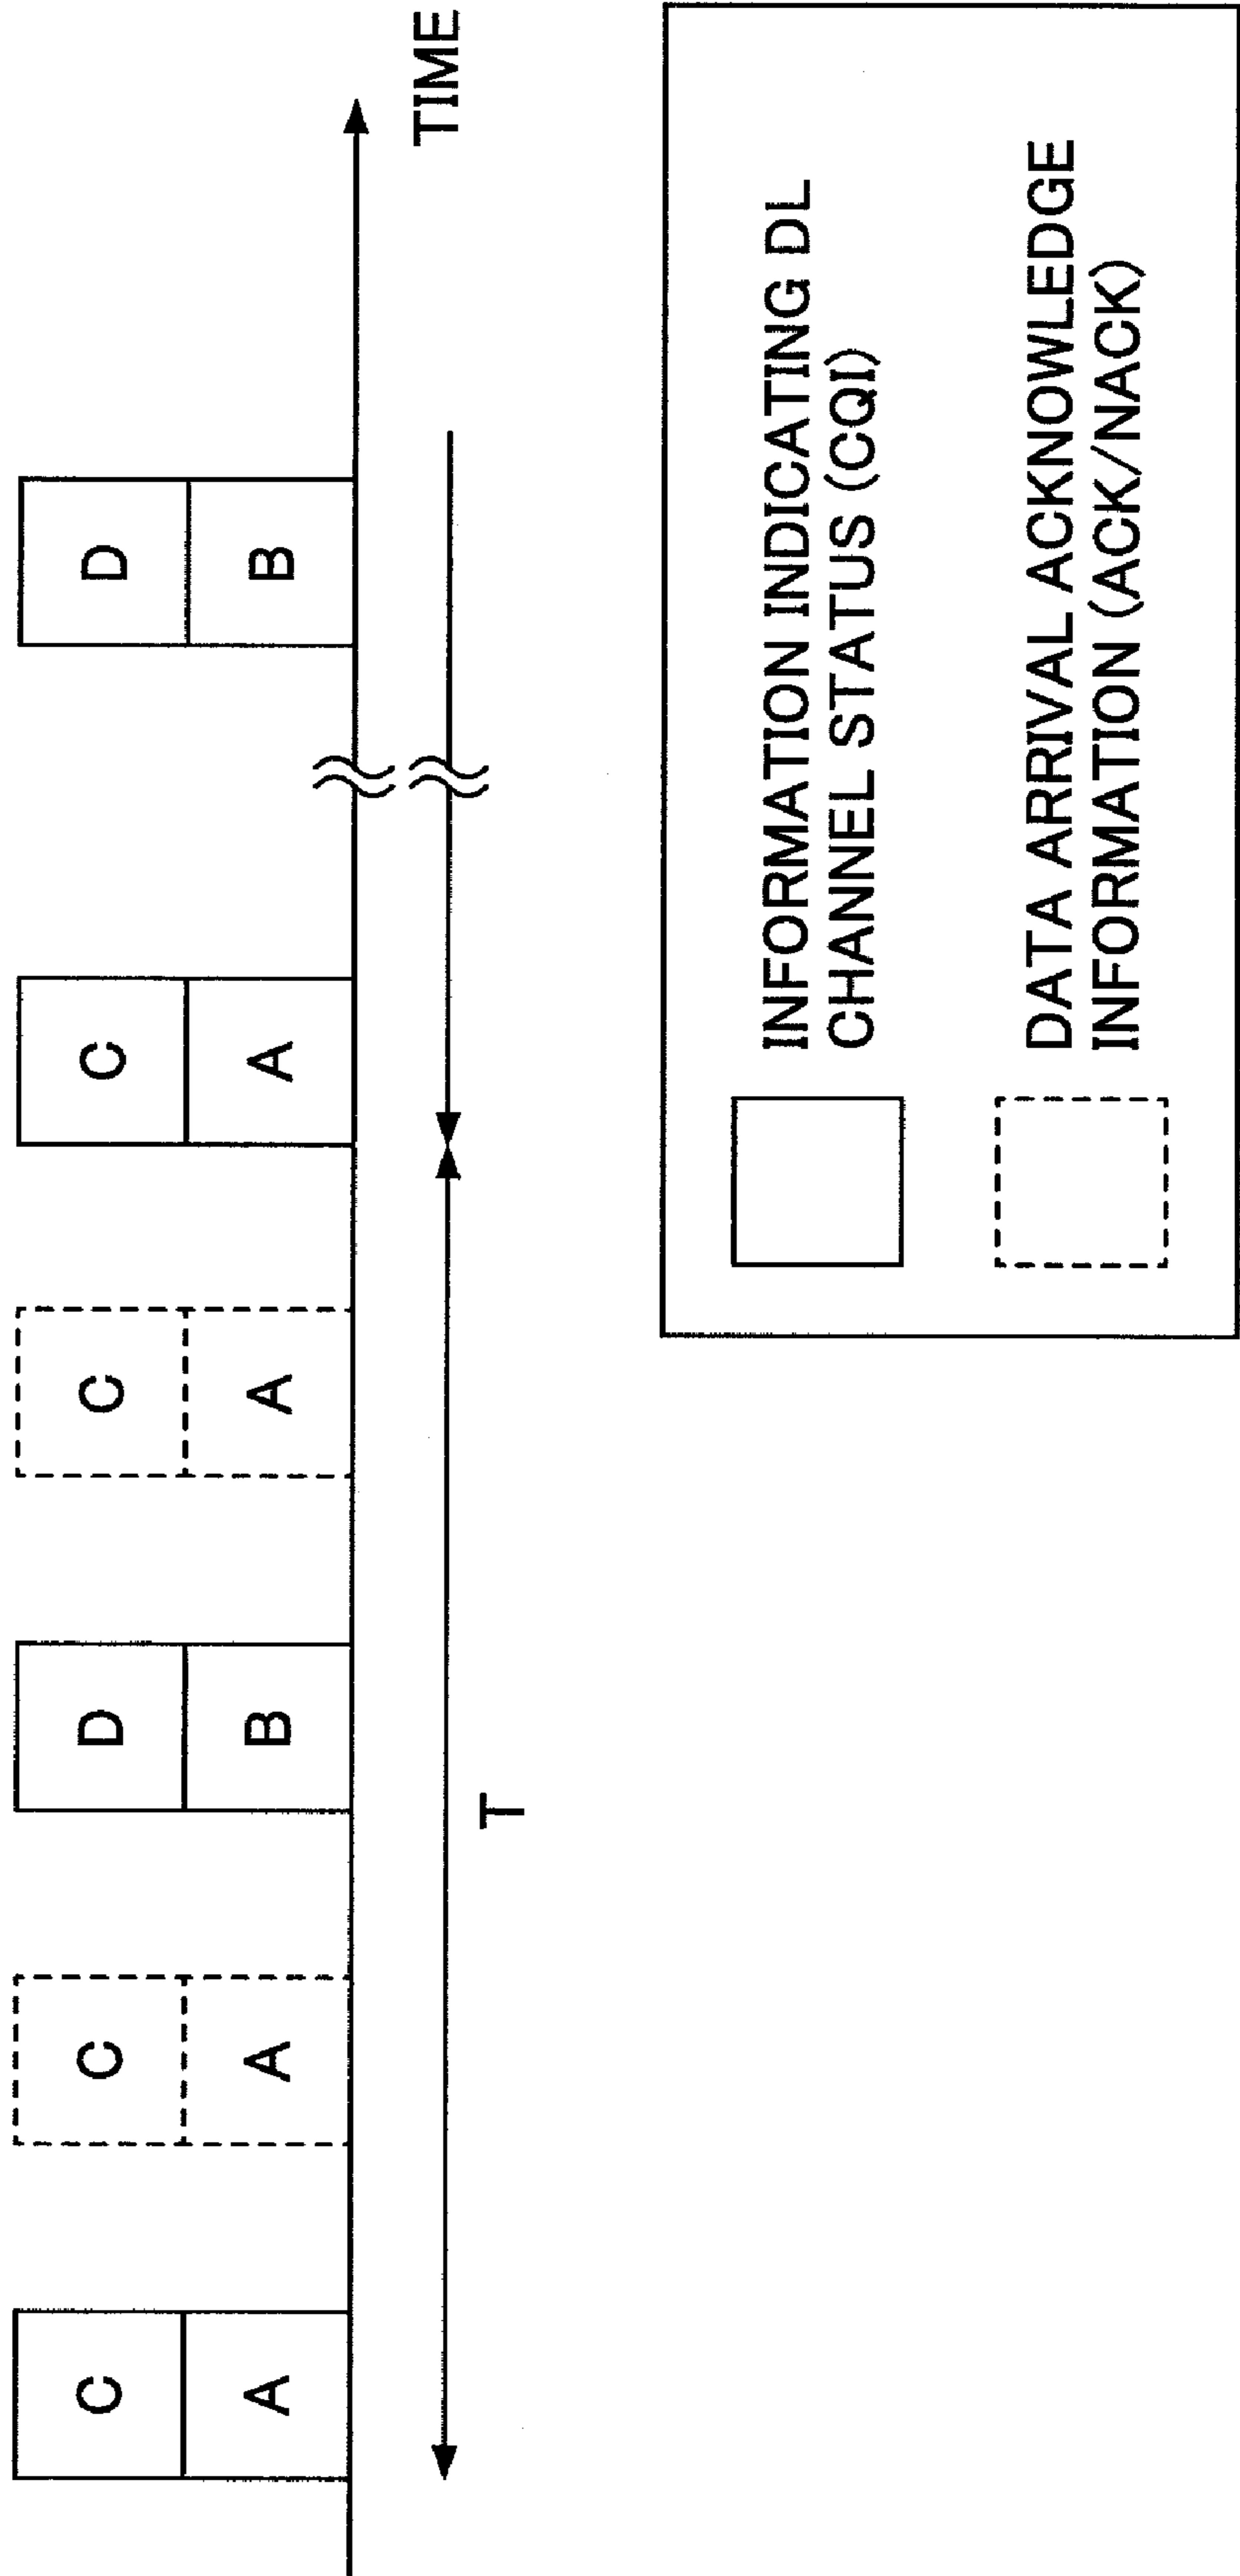 C
A
C
A
D
B
C
A
C
A
D
B
TIME
T
INFORMATION INDICATING DL
CHANNEL STATUS (CQI)
DATA ARRIVAL ACKNOWLEDGE
INFORMATION (ACK/NACK)